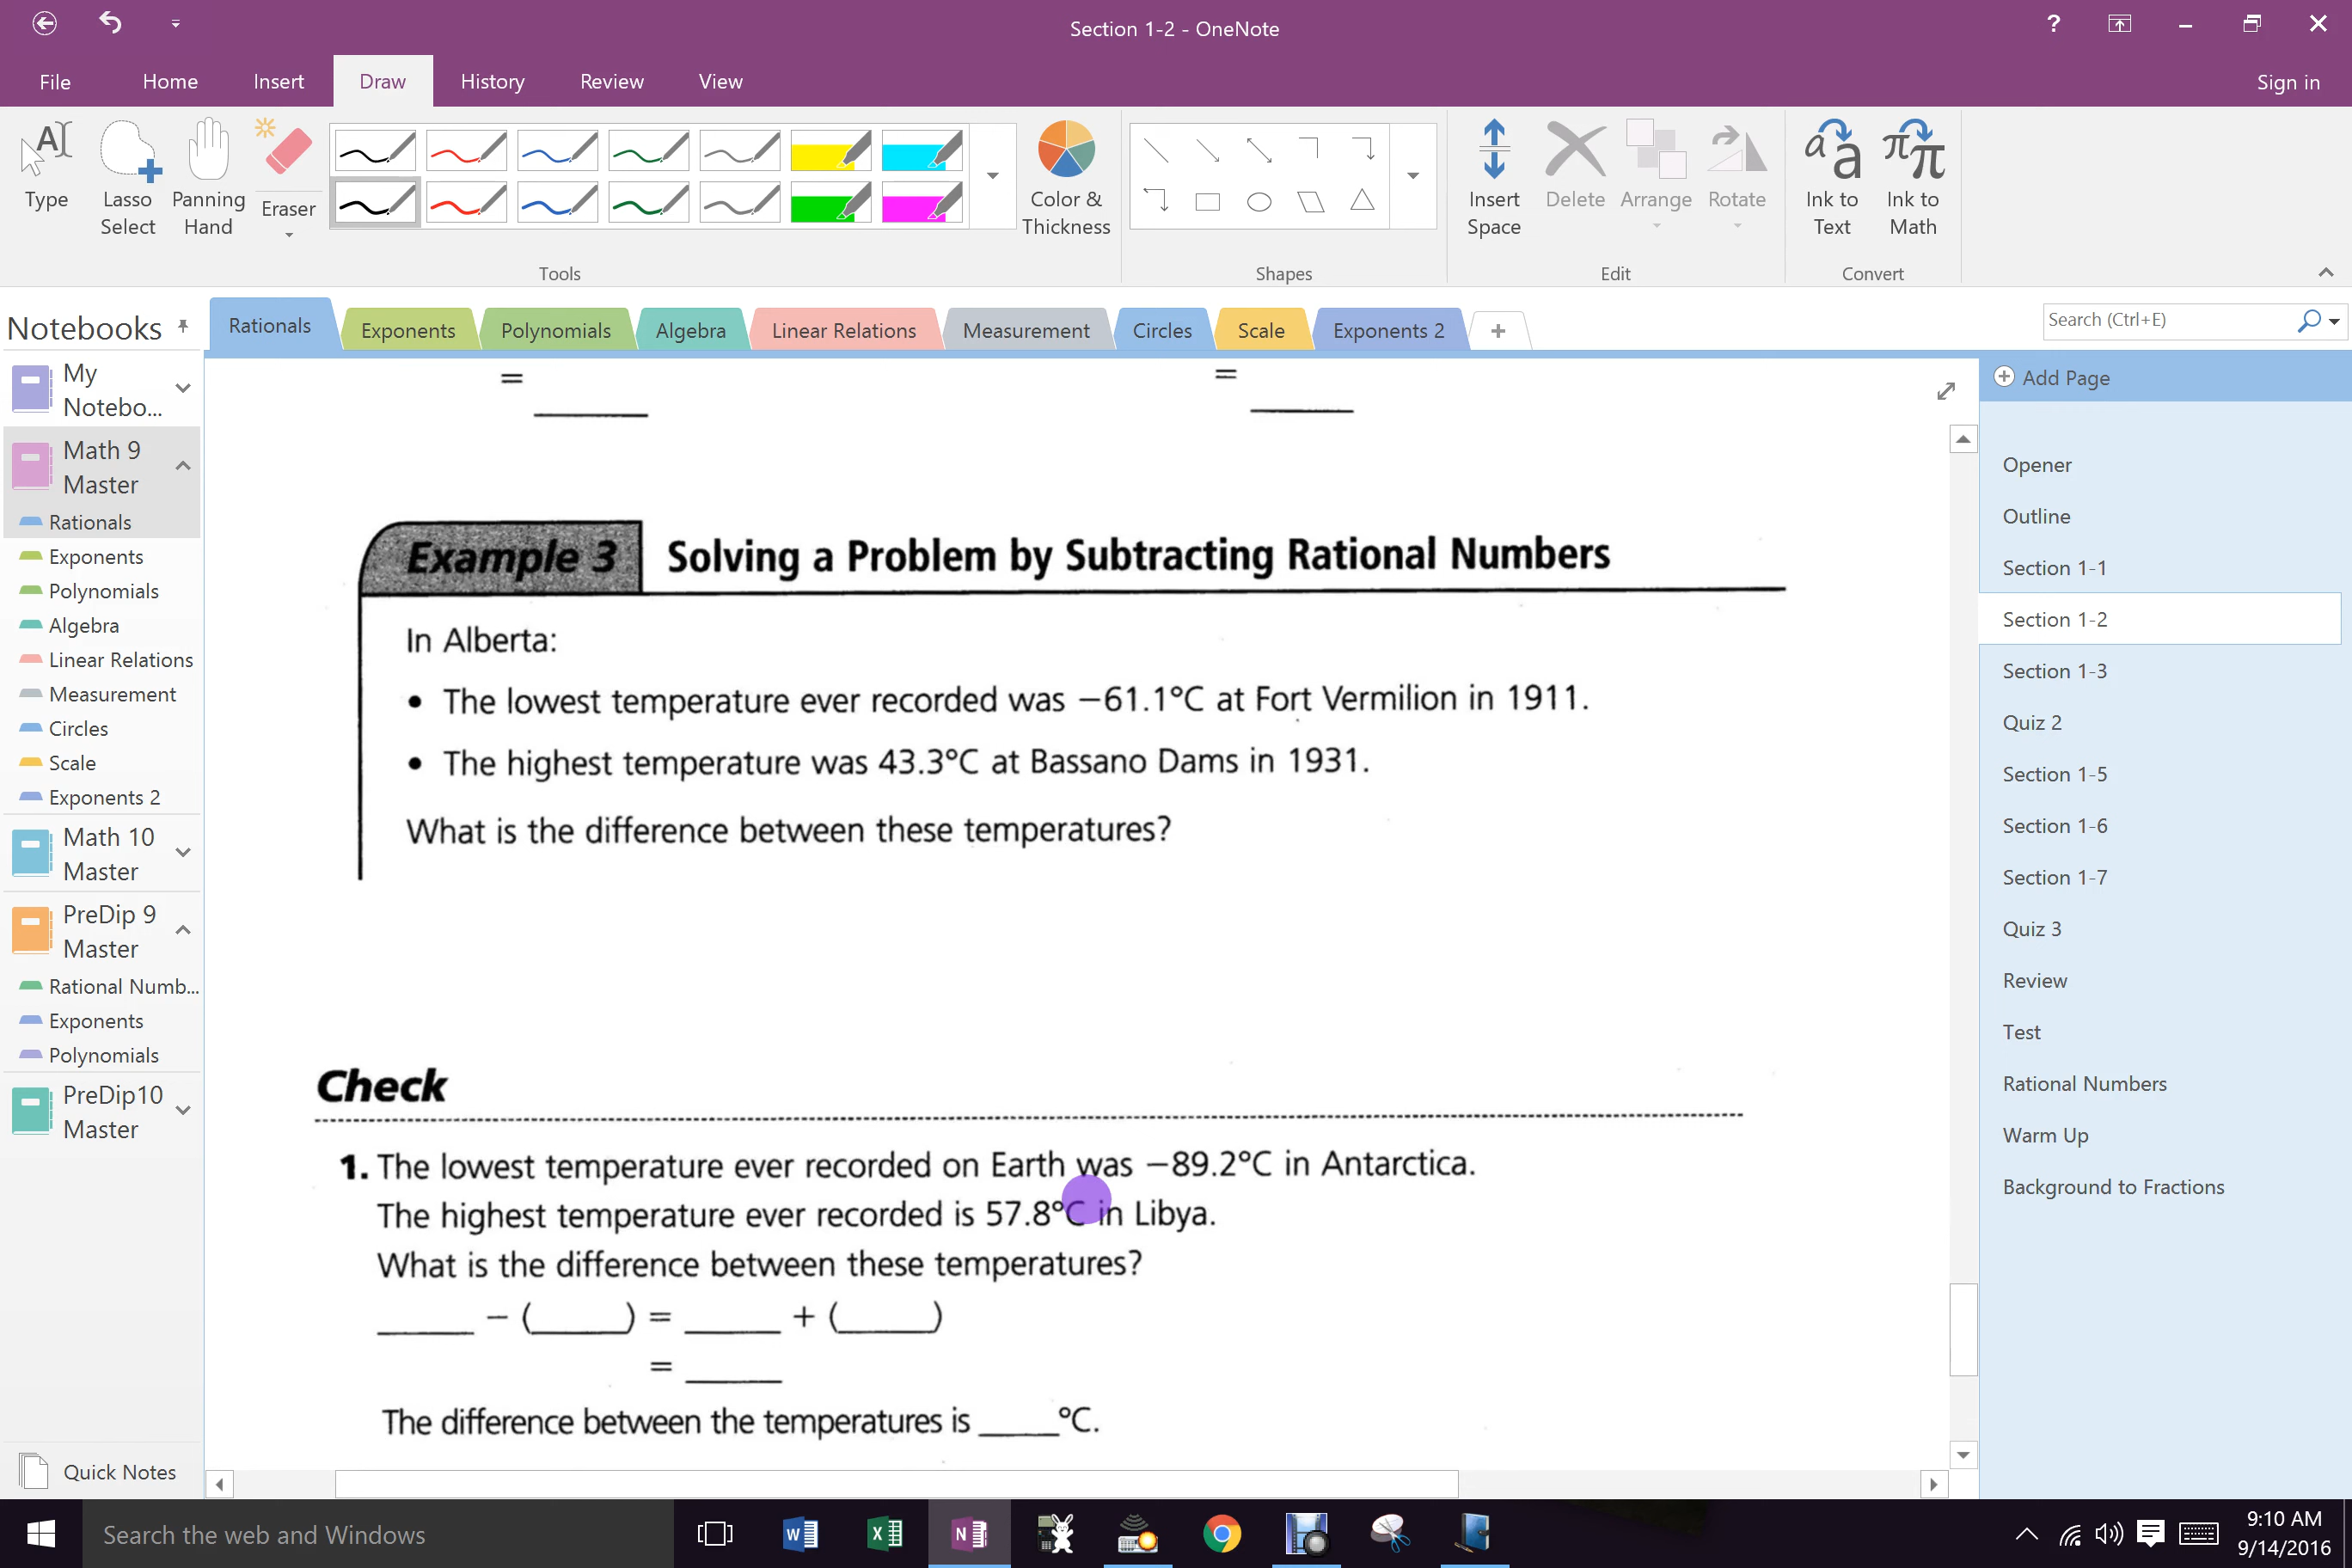 Section 1-2 - OneNote
?
File Home Insert Draw History Review View Sign in
Type
Lasso Select
Panning Hand
Eraser
Color & Thickness
Insert Space
Delete
Arrange
Rotate
Ink to Text
Ink to Math
Tools Shapes Edit Convert
Notebooks
Rationals Exponents Polynomials Algebra Linear Relations Measurement Circles Scale Exponents 2 +
Search (Ctrl+E)
My Notebo...
Math 9 Master
Rationals
Exponents
Polynomials
Algebra
Linear Relations
Measurement
Circles
Scale
Exponents 2
Math 10 Master
PreDip 9 Master
Rational Numb...
Exponents
Polynomials
PreDip10 Master
Quick Notes
= _____ = _____
Example 3 Solving a Problem by Subtracting Rational Numbers
In Alberta:
• The lowest temperature ever recorded was −61.1°C at Fort Vermilion in 1911.
• The highest temperature was 43.3°C at Bassano Dams in 1931.
What is the difference between these temperatures?
Check
1. The lowest temperature ever recorded on Earth was −89.2°C in Antarctica.
The highest temperature ever recorded is 57.8°C in Libya.
What is the difference between these temperatures?
_____ − (_____) = _____ + (_____)
= _____
The difference between the temperatures is ____°C.
Add Page
Opener
Outline
Section 1-1
Section 1-2
Section 1-3
Quiz 2
Section 1-5
Section 1-6
Section 1-7
Quiz 3
Review
Test
Rational Numbers
Warm Up
Background to Fractions
Search the web and Windows
9:10 AM
9/14/2016